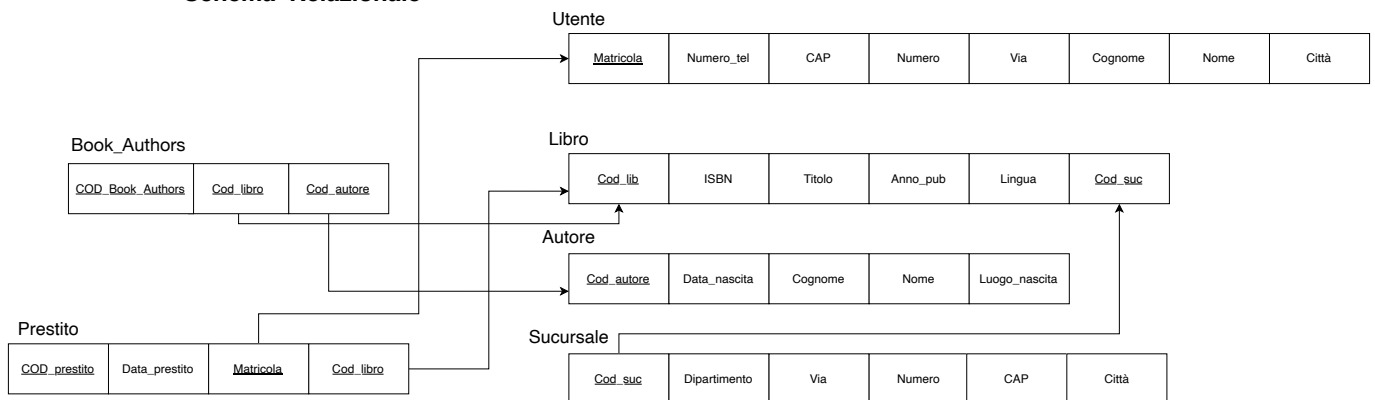 Schema Relazionale
Utente
Matricola Numero_tel CAP Numero Via Cognome Nome Città
Book_Authors
COD_Book_Authors Cod_libro Cod_autore
Libro
Cod_lib ISBN Titolo Anno_pub Lingua Cod_suc
Autore
Cod_autore Data_nascita Cognome Nome Luogo_nascita
Prestito
COD_prestito Data_prestito Matricola Cod_libro
Sucursale
Cod_suc Dipartimento Via Numero CAP Città